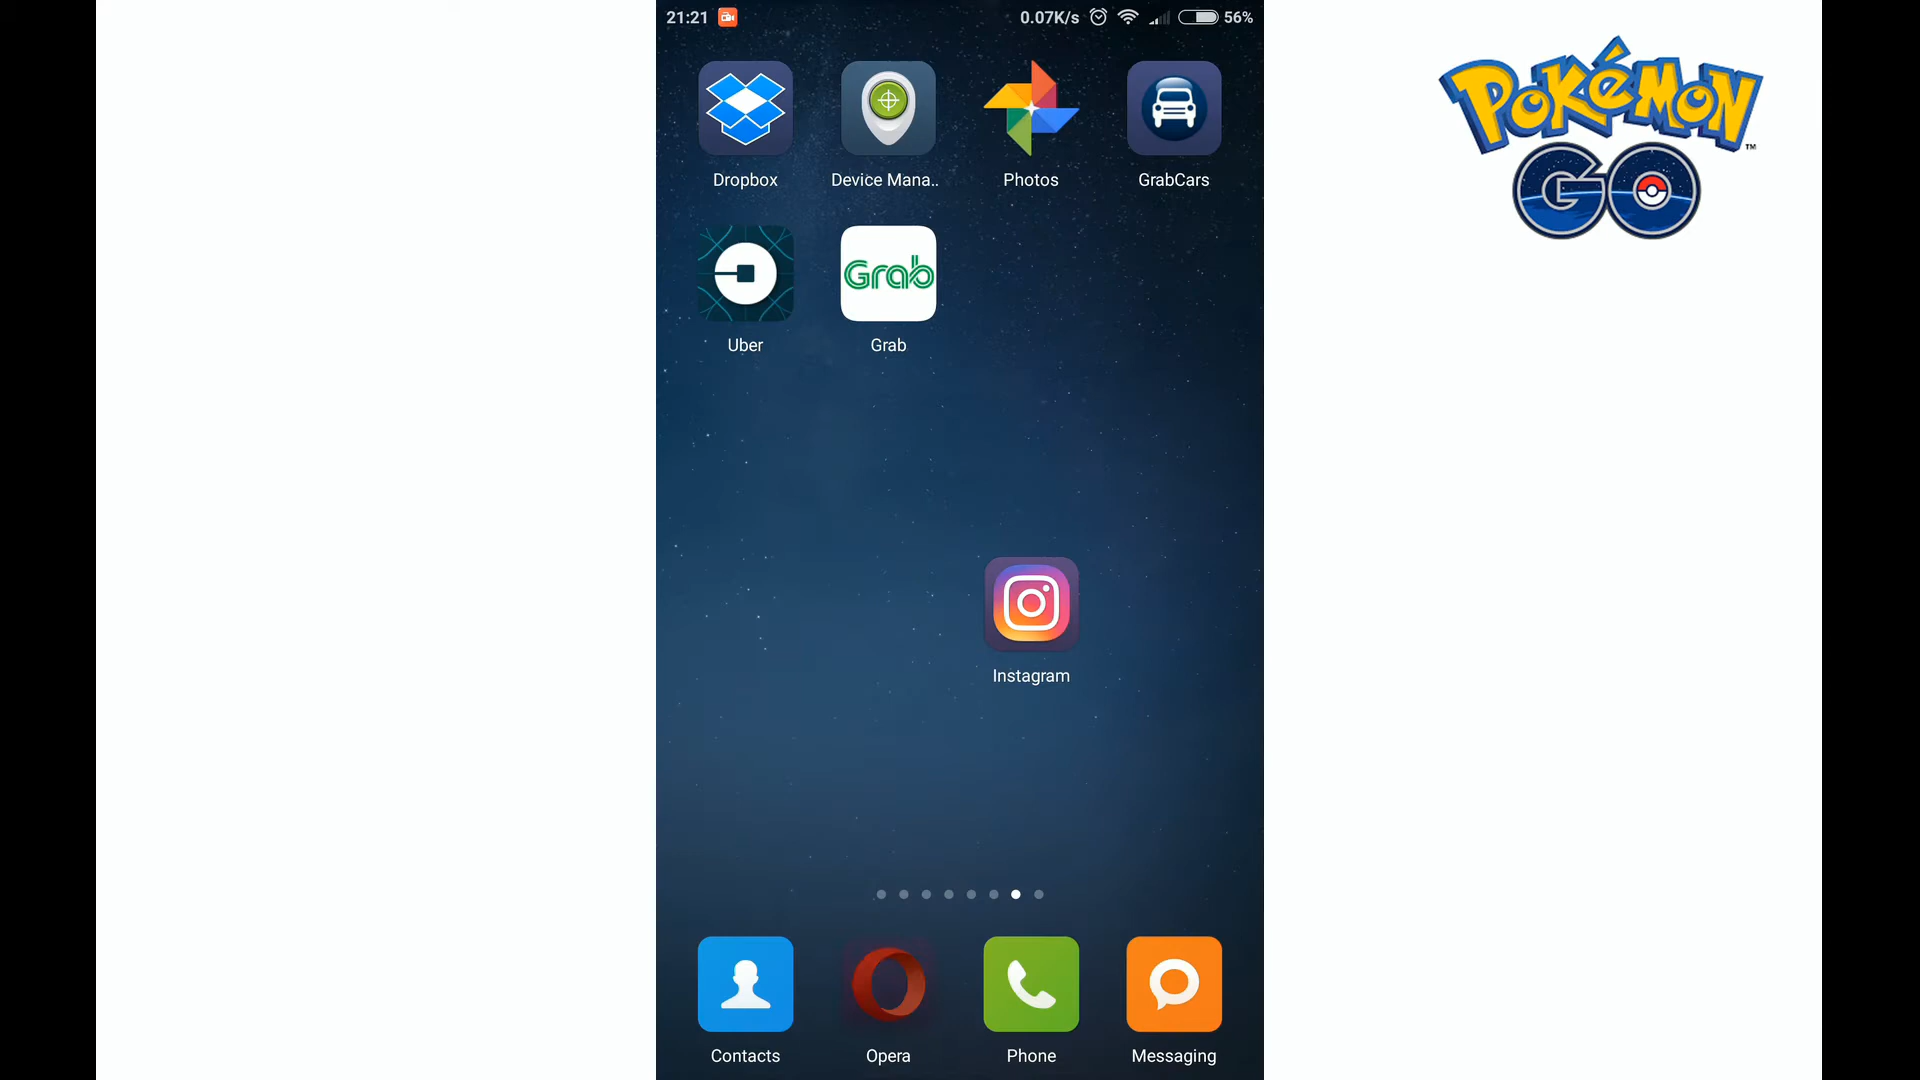 21:21 0.07K/s 56%
POKéMON™
GO
Dropbox Device Mana.. Photos GrabCars
Grab
Uber Grab
Instagram
Contacts Opera Phone Messaging